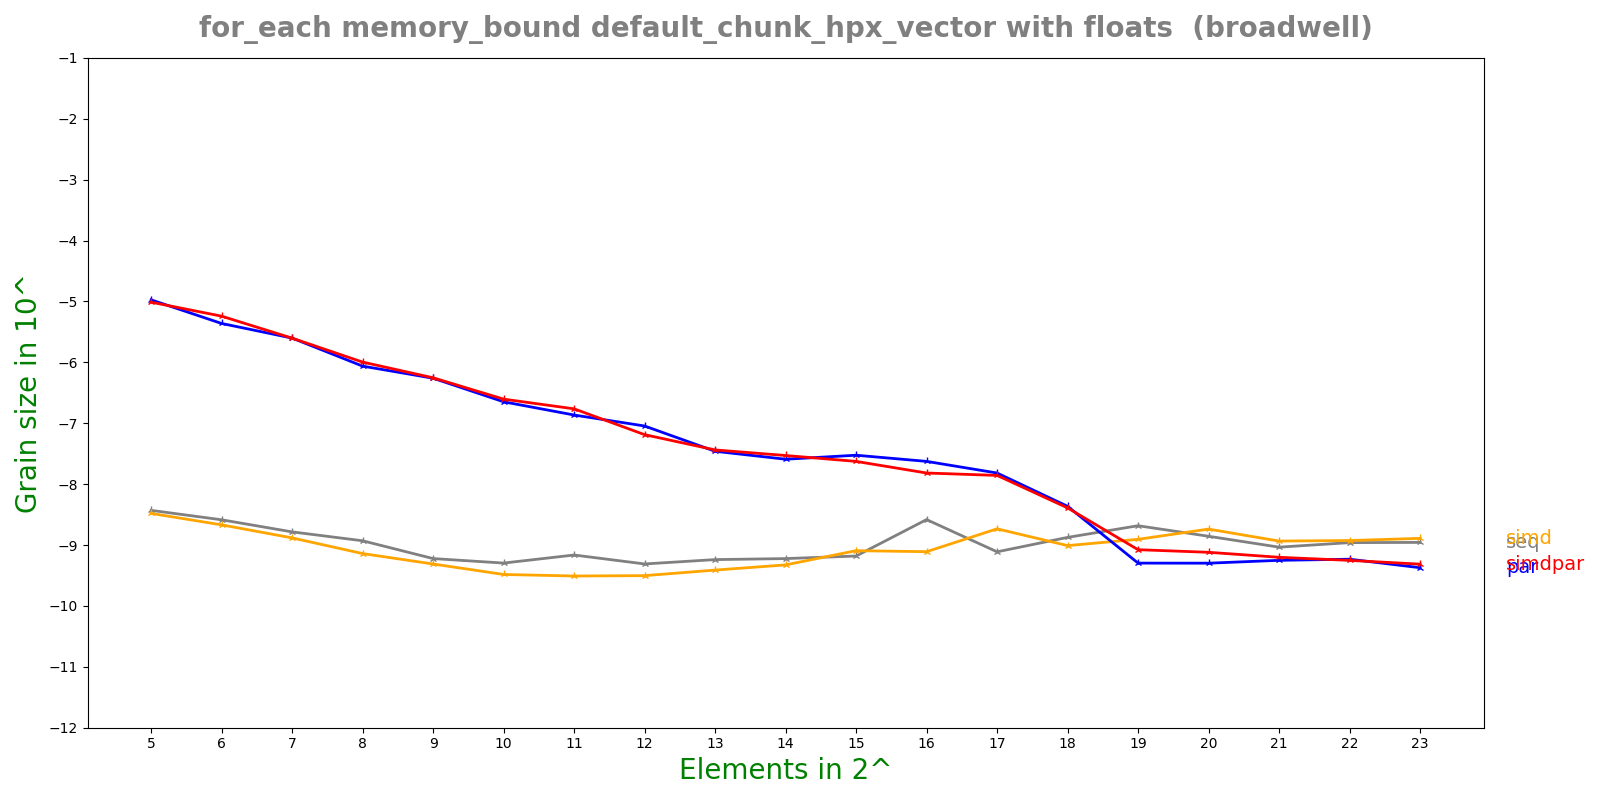 for_each memory_bound default_chunk_hpx_vector with floats (broadwell)
Grain size in 10^
−1
−2
−3
−4
−5
−6
−7
−8
−9
−10
−11
−12
simd
seq
simdpar
par
5 6 7 8 9 10 11 12 13 14 15 16 17 18 19 20 21 22 23
Elements in 2^